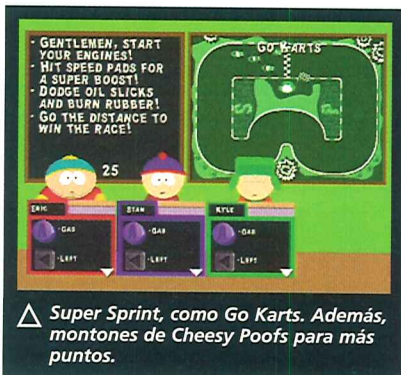 - GENTLEMEN, START
YOUR ENGINES!
- HIT SPEED PADS FOR
A SUPER BOOST!
- DODGE OIL SLICKS
AND BURN RUBBER!
- GO THE DISTANCE TO
WIN THE RACE!
25
GO KARTS
ERIC
-GAS
-LEFT
STAN
-GAS
-LEFT
KYLE
-GAS
-LEFT
△ Super Sprint, como Go Karts. Además,
montones de Cheesy Poofs para más
puntos.